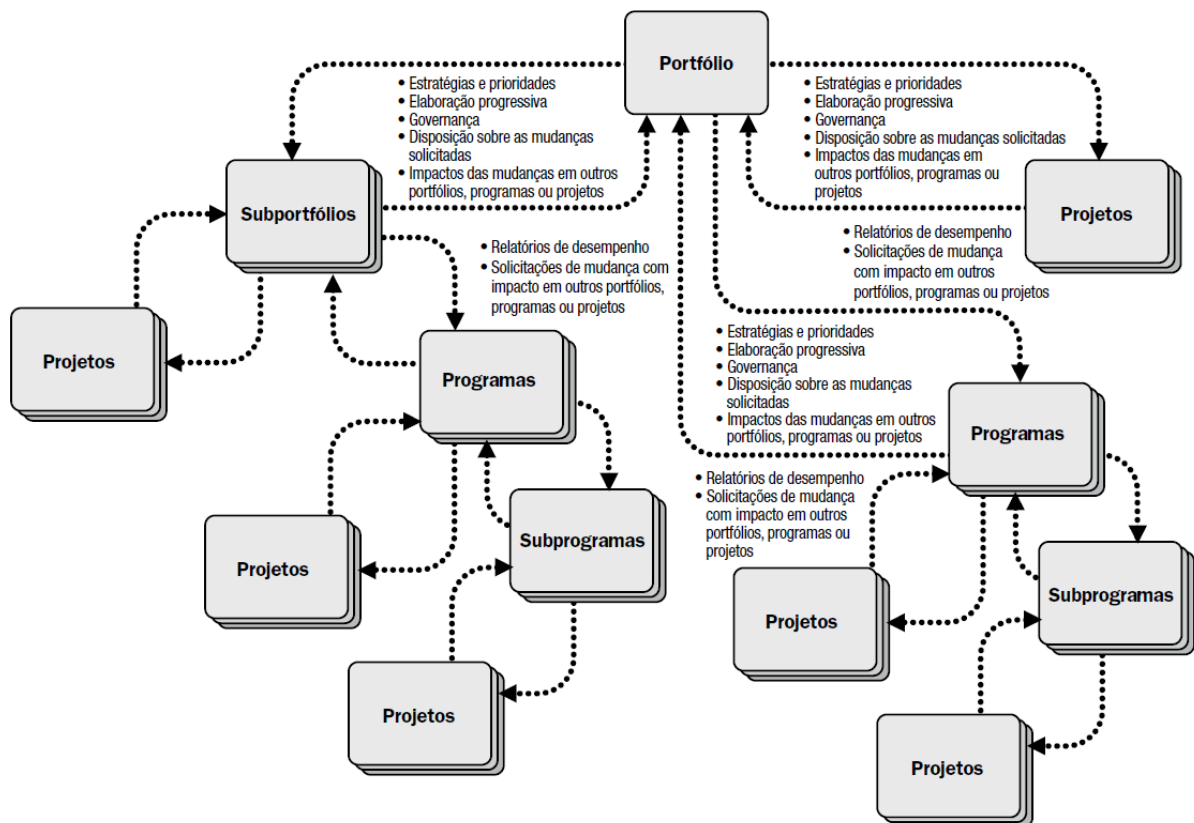 Portfólio
• Estratégias e prioridades
• Elaboração progressiva
• Governança
• Disposição sobre as mudanças
solicitadas
• Impactos das mudanças em outros
portfólios, programas ou projetos
• Estratégias e prioridades
• Elaboração progressiva
• Governança
• Disposição sobre as mudanças solicitadas
• Impactos das mudanças em
outros portfólios, programas ou
projetos
Subportfólios
Projetos
• Relatórios de desempenho
• Solicitações de mudança com
impacto em outros portfólios,
programas ou projetos
• Relatórios de desempenho
• Solicitações de mudança
com impacto em outros
portfólios, programas ou projetos
Projetos
Programas
• Estratégias e prioridades
• Elaboração progressiva
• Governança
• Disposição sobre as mudanças
solicitadas
• Impactos das mudanças em outros
portfólios, programas ou projetos
Programas
• Relatórios de desempenho
• Solicitações de mudança
com impacto em outros
portfólios, programas ou
projetos
Projetos
Subprogramas
Projetos
Subprogramas
Projetos
Projetos